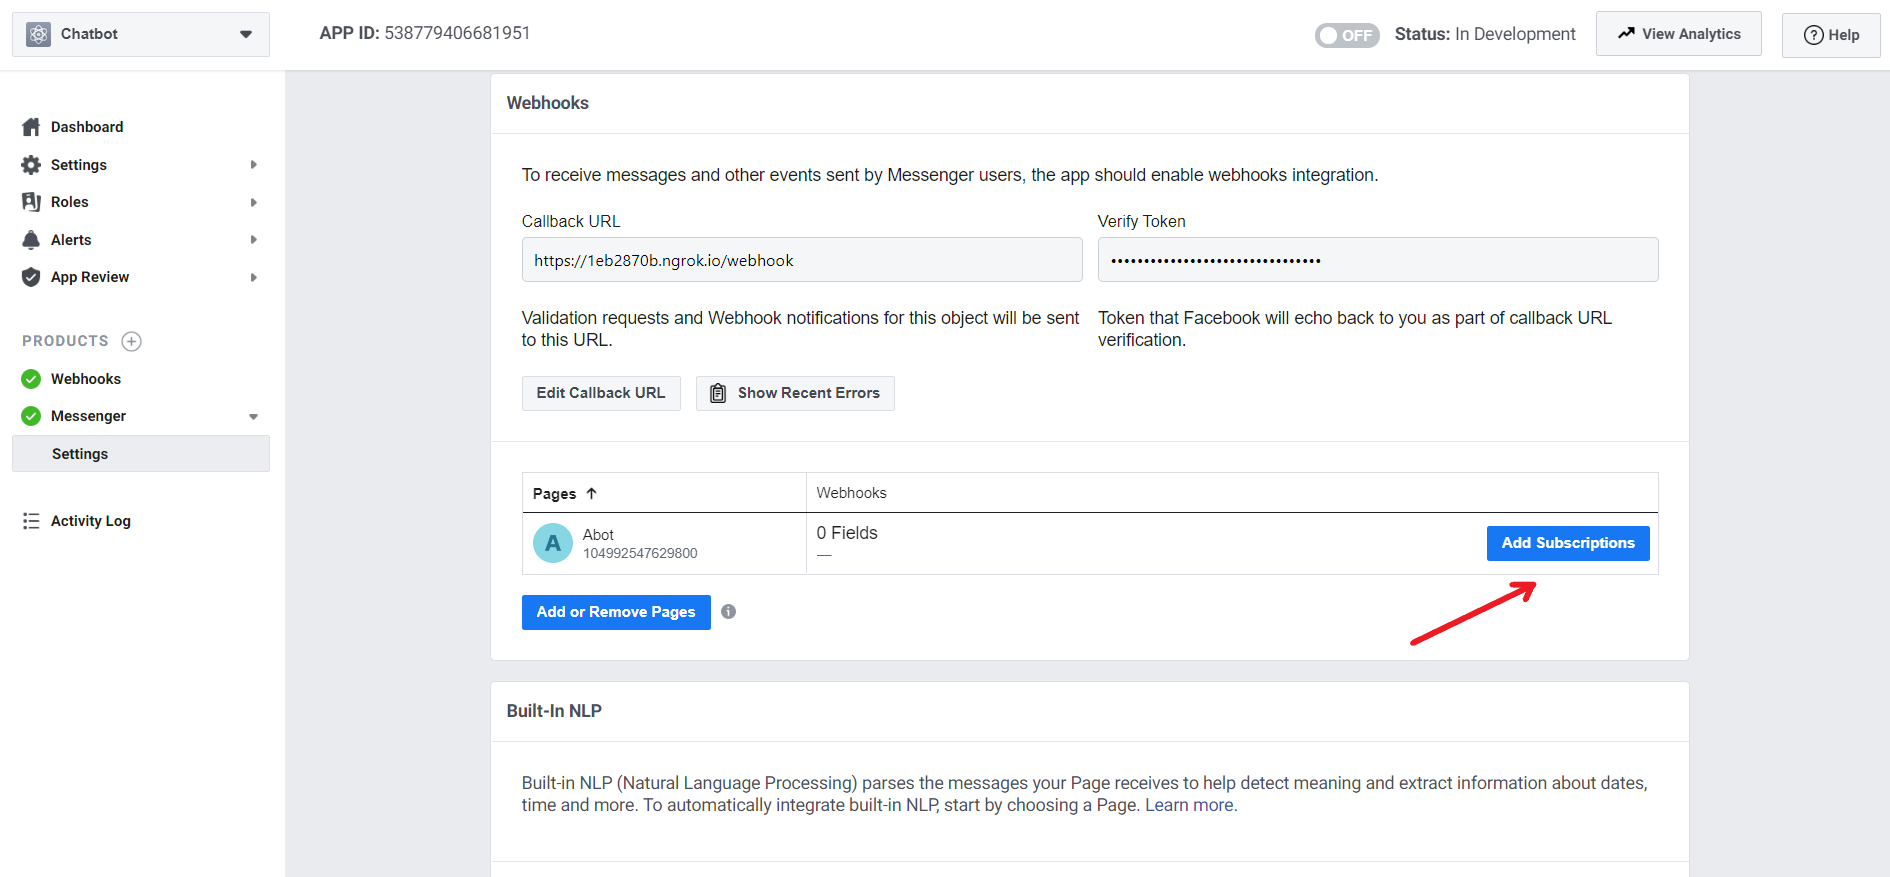 Chatbot
APP ID: 538779406681951
OFF
Status: In Development
View Analytics
Help
Dashboard
Settings
Roles
Alerts
App Review
PRODUCTS
Webhooks
Messenger
Settings
Activity Log
Webhooks
To receive messages and other events sent by Messenger users, the app should enable webhooks integration.
Callback URL
https://1eb2870b.ngrok.io/webhook
Validation requests and Webhook notifications for this object will be sent
to this URL.
Verify Token
••••••••••••••••••••••••••••••••
Token that Facebook will echo back to you as part of callback URL
verification.
Edit Callback URL
Show Recent Errors
Pages ↑
Webhooks
A
Abot
104992547629800
0 Fields
—
Add Subscriptions
Add or Remove Pages
Built-In NLP
Built-in NLP (Natural Language Processing) parses the messages your Page receives to help detect meaning and extract information about dates,
time and more. To automatically integrate built-in NLP, start by choosing a Page. Learn more.